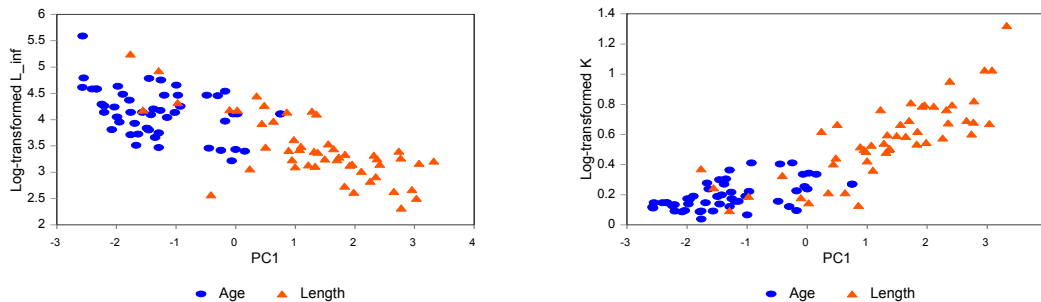 Log-transformed L_inf
6
5.5
5
4.5
4
3.5
3
2.5
2
-3 -2 -1 0 1 2 3 4
PC1
Age Length
Log-transformed K
1.4
1.2
1
0.8
0.6
0.4
0.2
0
-3 -2 -1 0 1 2 3
PC1
Age Length